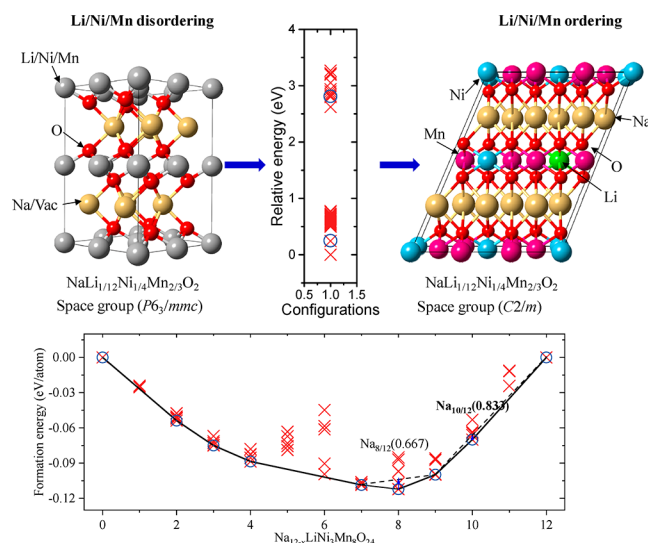 Li/Ni/Mn disordering
Li/Ni/Mn ordering
Li/Ni/Mn
O
Na/Vac
NaLi1/12Ni1/4Mn2/3O2
Space group (P63/mmc)
Relative energy (eV)
4
3
2
1
0
0.5 1.0 1.5
Configurations
Ni
Na
Mn
O
Li
NaLi1/12Ni1/4Mn2/3O2
Space group (C2/m)
Formation energy (eV/atom)
0.00
-0.03
-0.06
-0.09
-0.12
Na10/12(0.833)
Na8/12(0.667)
0 2 4 6 8 10 12
Na12-xLiNi3Mn8O24